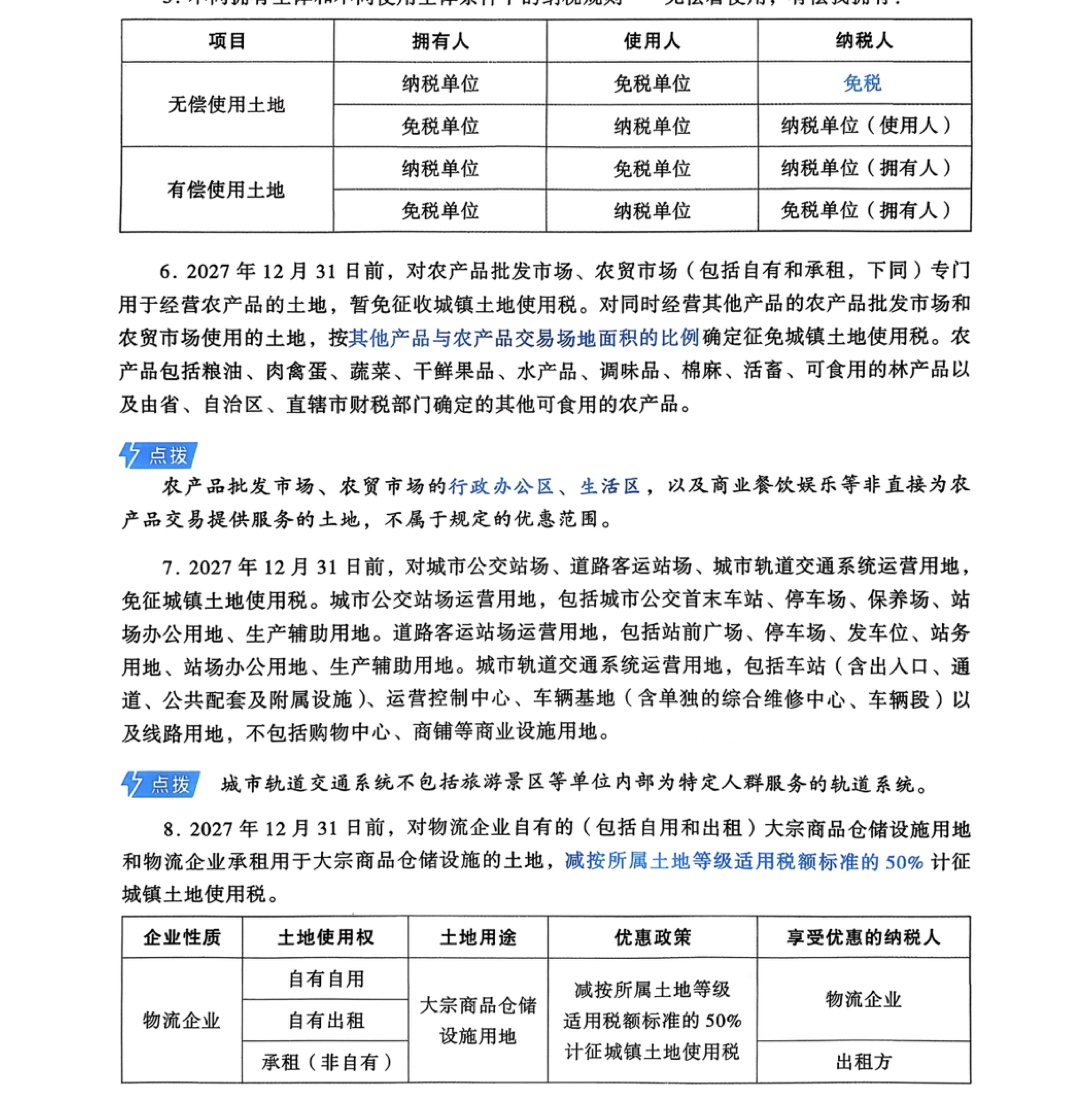 项目 拥有人 使用人 纳税人
无偿使用土地 纳税单位 免税单位 免税
免税单位 纳税单位 纳税单位（使用人）
有偿使用土地 纳税单位 免税单位 纳税单位（拥有人）
免税单位 纳税单位 免税单位（拥有人）
6. 2027 年 12 月 31 日前，对农产品批发市场、农贸市场（包括自有和承租，下同）专门
用于经营农产品的土地，暂免征收城镇土地使用税。对同时经营其他产品的农产品批发市场和
农贸市场使用的土地，按其他产品与农产品交易场地面积的比例确定征免城镇土地使用税。农
产品包括粮油、肉禽蛋、蔬菜、干鲜果品、水产品、调味品、棉麻、活畜、可食用的林产品以
及由省、自治区、直辖市财税部门确定的其他可食用的农产品。
点拨
农产品批发市场、农贸市场的行政办公区、生活区，以及商业餐饮娱乐等非直接为农
产品交易提供服务的土地，不属于规定的优惠范围。
7. 2027 年 12 月 31 日前，对城市公交站场、道路客运站场、城市轨道交通系统运营用地，
免征城镇土地使用税。城市公交站场运营用地，包括城市公交首末车站、停车场、保养场、站
场办公用地、生产辅助用地。道路客运站场运营用地，包括站前广场、停车场、发车位、站务
用地、站场办公用地、生产辅助用地。城市轨道交通系统运营用地，包括车站（含出入口、通
道、公共配套及附属设施）、运营控制中心、车辆基地（含单独的综合维修中心、车辆段）以
及线路用地，不包括购物中心、商铺等商业设施用地。
点拨 城市轨道交通系统不包括旅游景区等单位内部为特定人群服务的轨道系统。
8. 2027 年 12 月 31 日前，对物流企业自有的（包括自用和出租）大宗商品仓储设施用地
和物流企业承租用于大宗商品仓储设施的土地，减按所属土地等级适用税额标准的 50% 计征
城镇土地使用税。
企业性质 土地使用权 土地用途 优惠政策 享受优惠的纳税人
物流企业 自有自用 大宗商品仓储 减按所属土地等级 物流企业
自有出租 设施用地 适用税额标准的 50%
承租（非自有） 计征城镇土地使用税 出租方